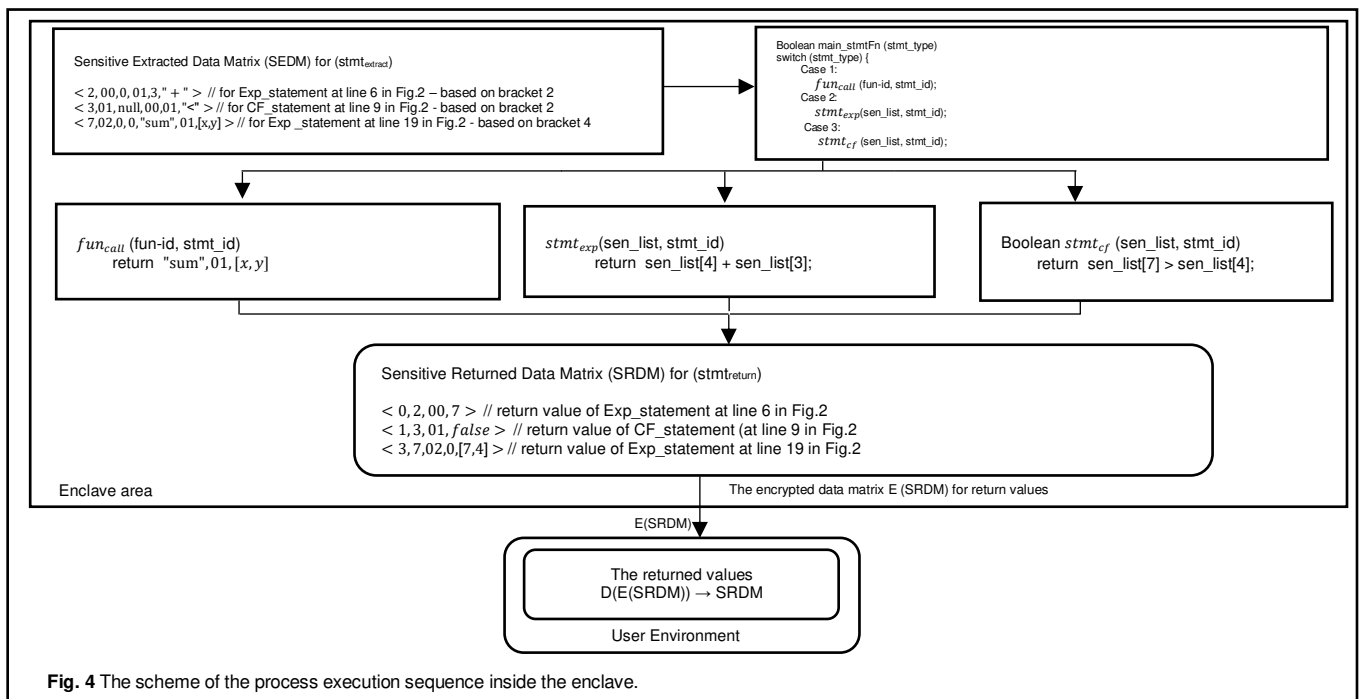 Sensitive Extracted Data Matrix (SEDM) for (stmtextract)
< 2,00,0, 01,3," + " > // for Exp_statement at line 6 in Fig.2 – based on bracket 2
< 3,01,null,00,01,"<" > // for CF_statement at line 9 in Fig.2 - based on bracket 2
< 7,02,0,0,"sum",01,[x,y] > // for Exp _statement at line 19 in Fig.2 - based on bracket 4
Boolean main_stmtFn (stmt_type)
switch (stmt_type) {
Case 1:
funcall (fun-id, stmt_id);
Case 2:
stmtexp(sen_list, stmt_id);
Case 3:
stmtcf (sen_list, stmt_id);
funcall (fun-id, stmt_id)
return "sum",01,[x,y]
stmtexp(sen_list, stmt_id)
return sen_list[4] + sen_list[3];
Boolean stmtcf (sen_list, stmt_id)
return sen_list[7] > sen_list[4];
Sensitive Returned Data Matrix (SRDM) for (stmtreturn)
< 0,2,00,7 > // return value of Exp_statement at line 6 in Fig.2
< 1,3,01,false > // return value of CF_statement (at line 9 in Fig.2
< 3,7,02,0,[7,4] > // return value of Exp_statement at line 19 in Fig.2
Enclave area
The encrypted data matrix E (SRDM) for return values
E(SRDM)
The returned values
D(E(SRDM)) → SRDM
User Environment
Fig. 4 The scheme of the process execution sequence inside the enclave.